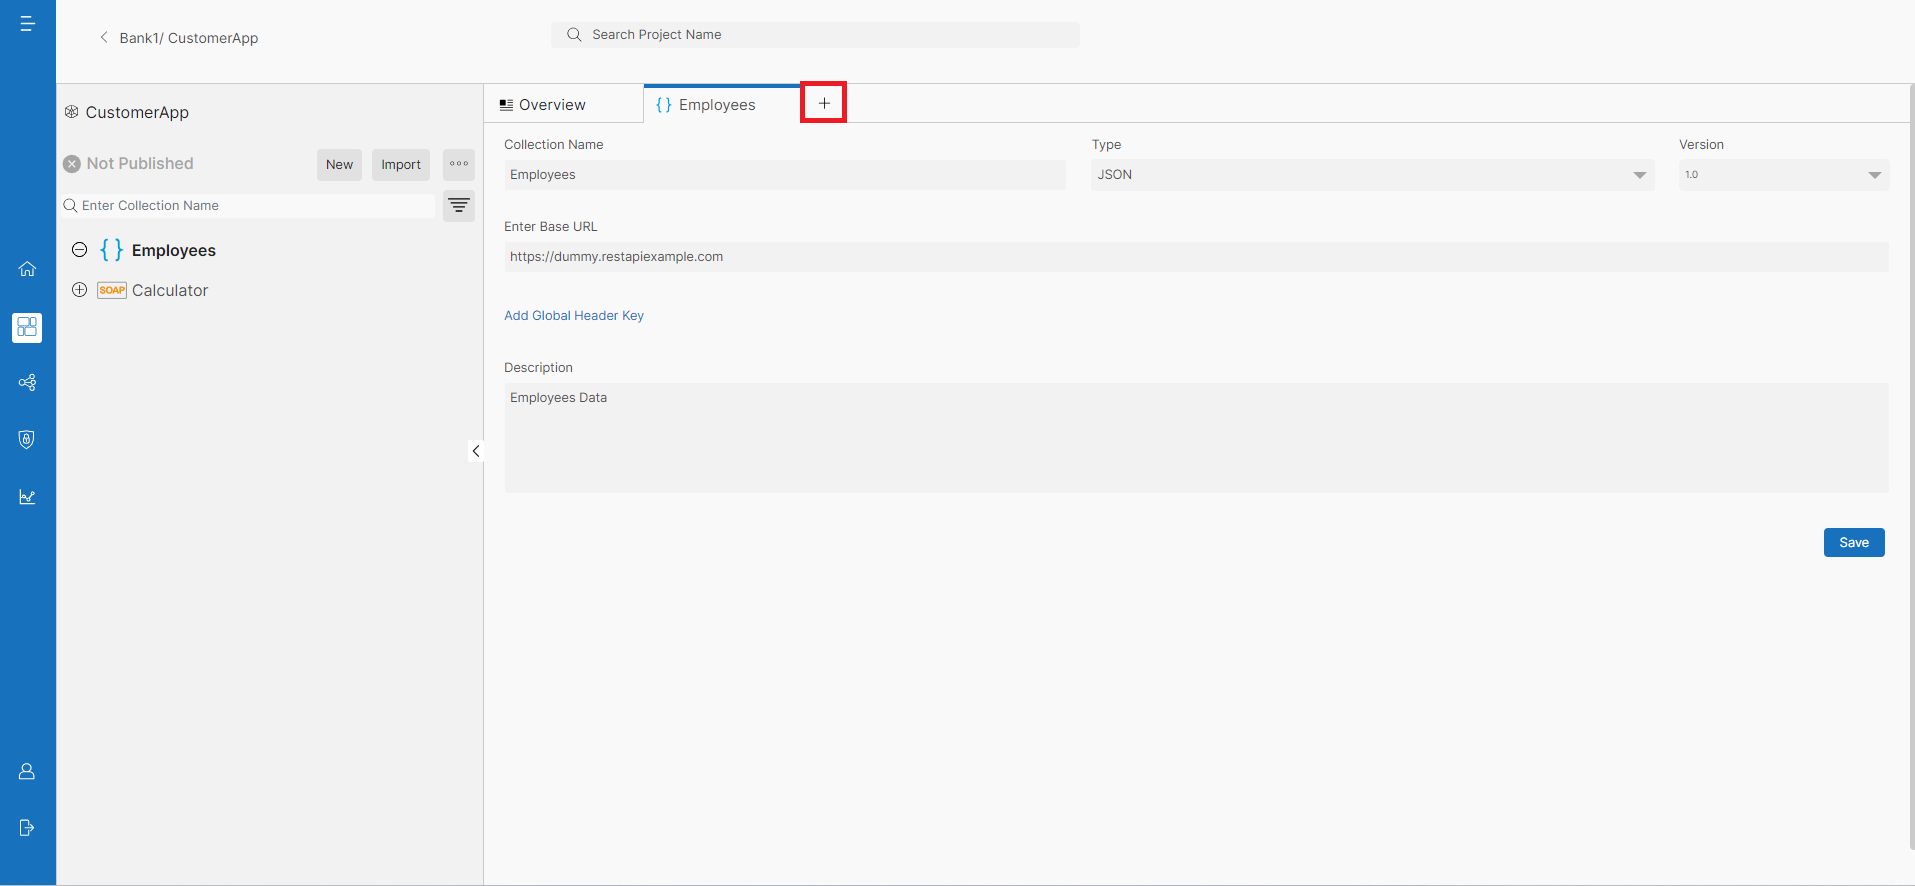 Bank1/ CustomerApp
Search Project Name
CustomerApp
Not Published
New
Import
Enter Collection Name
Employees
SOAP Calculator
Overview
{ } Employees
+
Collection Name
Employees
Type
JSON
Version
1.0
Enter Base URL
https://dummy.restapiexample.com
Add Global Header Key
Description
Employees Data
Save